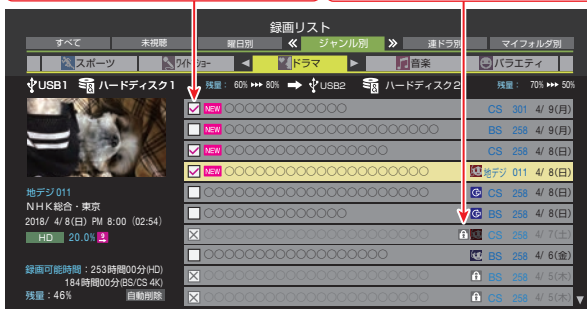 録画リスト
すべて 未視聴 曜日別 « ジャンル別 » 連ドラ別 マイフォルダ別
スポーツ ◀ ドラマ ▶ 音楽 バラエティ
USB1 ハードディスク1 残量： 60% ▸▸▸ 80% ➡ USB2 ハードディスク2 残量： 70% ▸▸▸ 50%
NEW ○○○○○○○○○○○○ CS 301 4/ 9(月)
NEW ○○○○○○○○○○○○○○○○○○○○○ BS 258 4/ 9(月)
NEW ○○○○○○○○○○○○○○○○ CS 258 4/ 8(日)
NEW ○○○○○○○○○○○○○○○○○○○○ 地デジ 011 4/ 8(日)
○○○○○○○○○○○○○○○○○○○○○○ CS 258 4/ 8(日)
○○○○○○○○○○○○○○ BS 258 4/ 8(日)
○○○○○○○○○○○○○○○○○○○○○○ CS 258 4/ 7(土)
○○○○○○○○○○○○○○○○○○○○○○ BS 258 4/ 6(金)
○○○○○○○○○○○○○○○○○○○○○○ BS 258 4/ 5(木)
○○○○○○○○○○○○○○○○○○○○○○ CS 258 4/ 5(木) ▼
地デジ011
NHK総合・東京
2018/ 4/ 8(日) PM 8:00 (02:54)
HD 20.0%
録画可能時間：253時間00分(HD)
184時間00分(BS/CS 4K)
残量：46% 自動削除